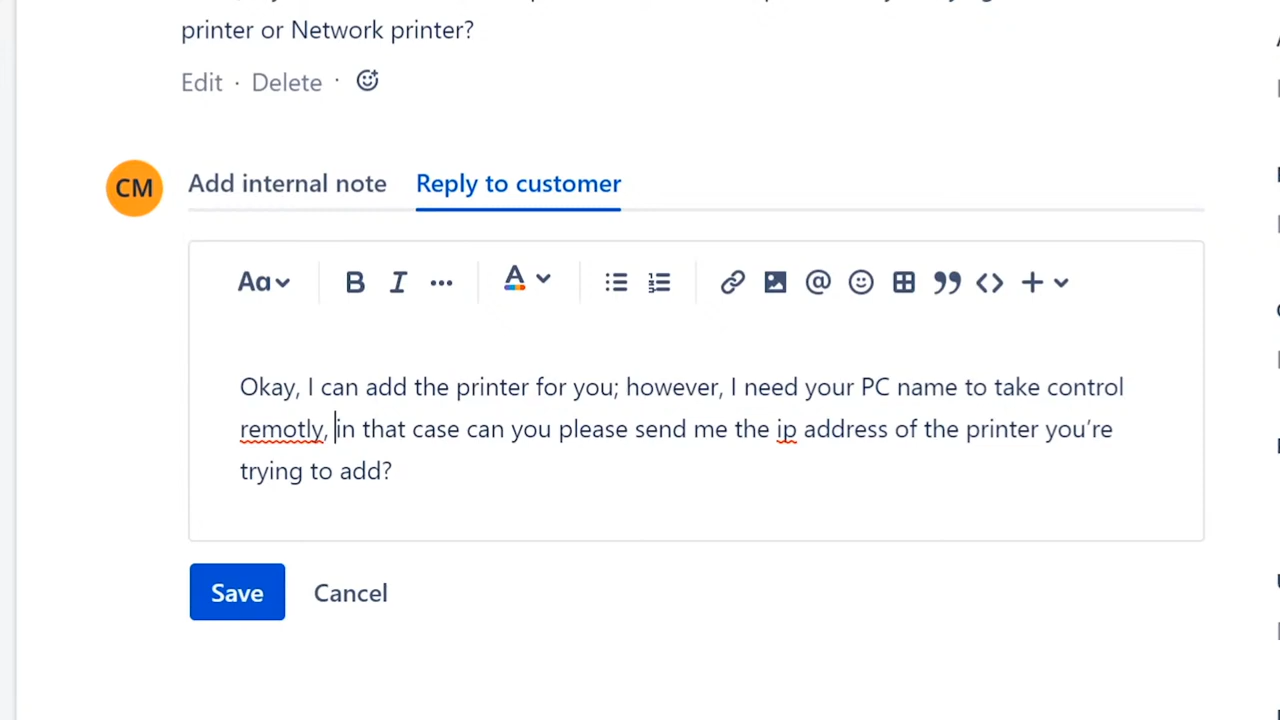 printer or Network printer?
Edit · Delete ·
CM Add internal note Reply to customer
Aa B I ... A @ <> +
Okay, I can add the printer for you; however, I need your PC name to take control
remotly, in that case can you please send me the ip address of the printer you're
trying to add?
Save Cancel